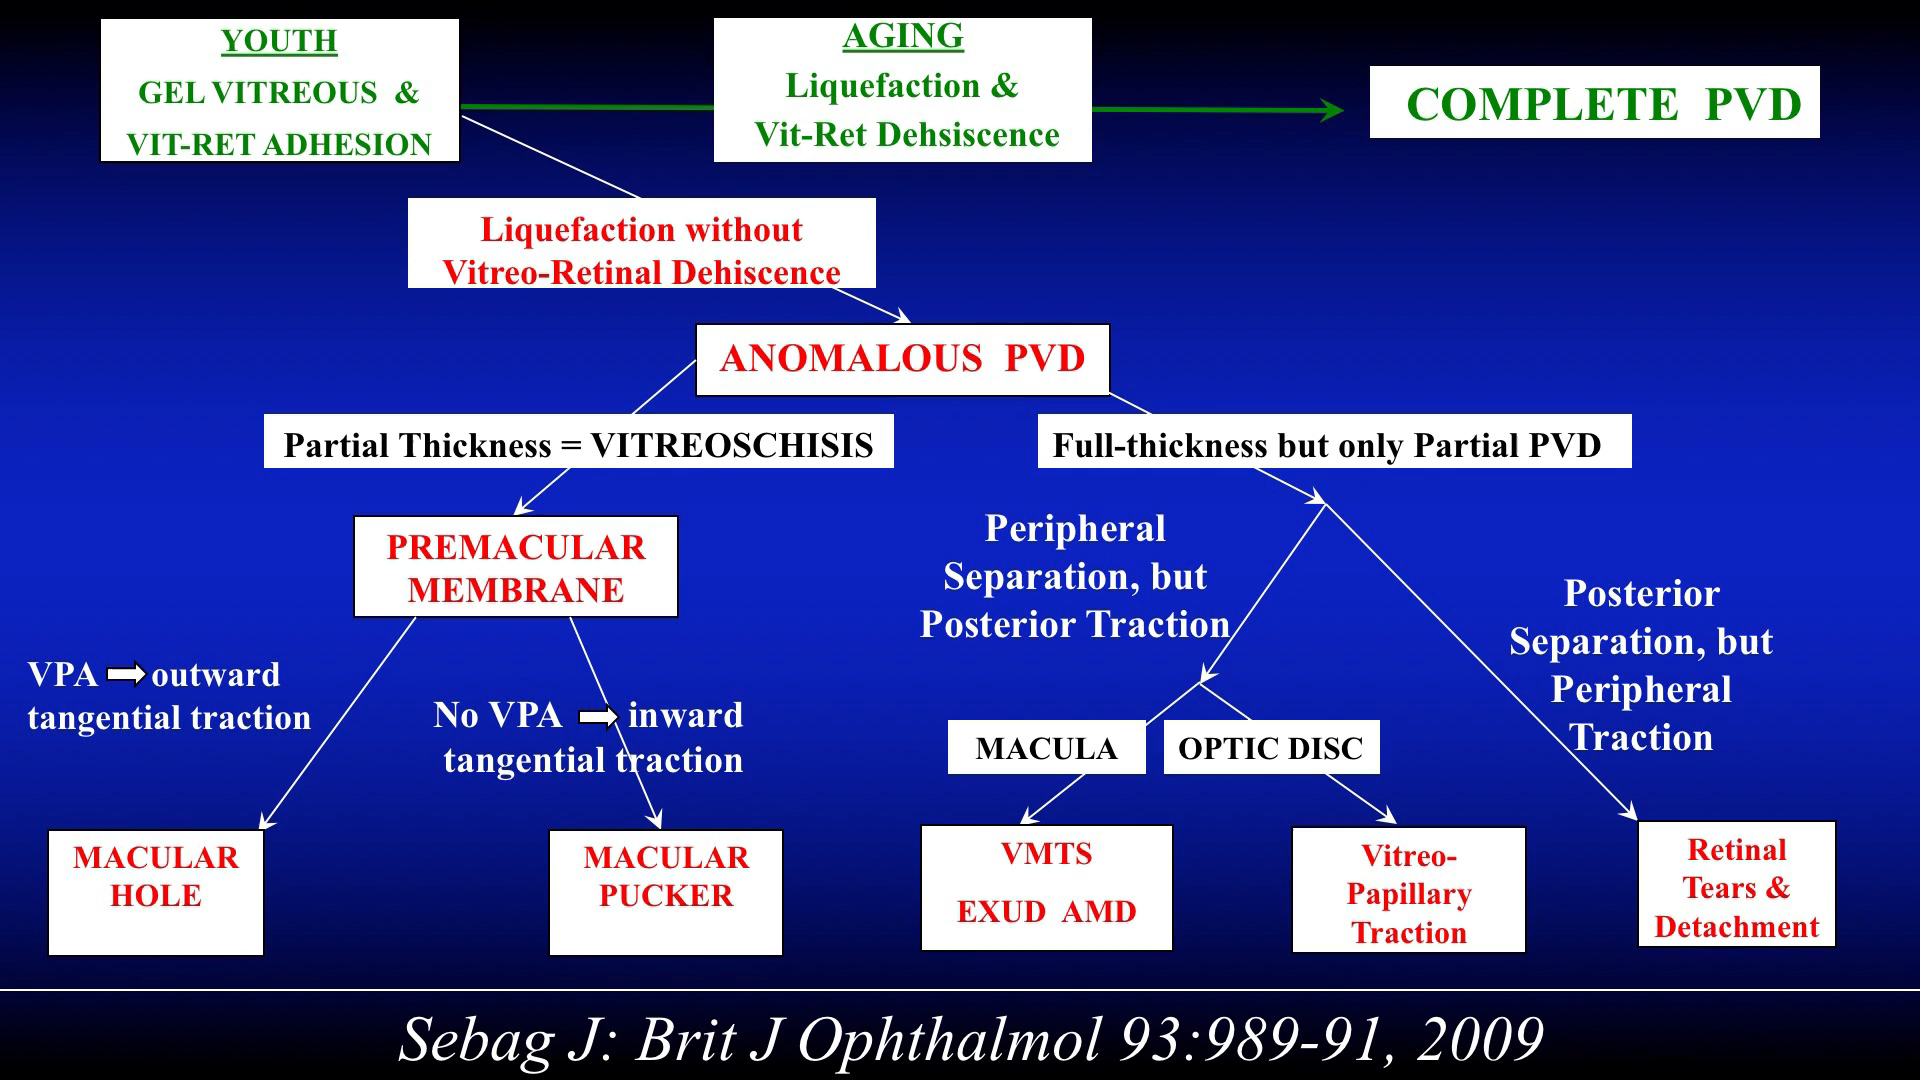 YOUTH
GEL VITREOUS &
VIT-RET ADHESION
AGING
Liquefaction &
Vit-Ret Dehsiscence
COMPLETE PVD
Liquefaction without
Vitreo-Retinal Dehiscence
ANOMALOUS PVD
Partial Thickness = VITREOSCHISIS
Full-thickness but only Partial PVD
PREMACULAR
MEMBRANE
Peripheral
Separation, but
Posterior Traction
Posterior
Separation, but
Peripheral
Traction
VPA ⇨ outward
tangential traction
No VPA ⇨ inward
tangential traction
MACULA
OPTIC DISC
MACULAR
HOLE
MACULAR
PUCKER
VMTS
EXUD AMD
Vitreo-
Papillary
Traction
Retinal
Tears &
Detachment
Sebag J: Brit J Ophthalmol 93:989-91, 2009